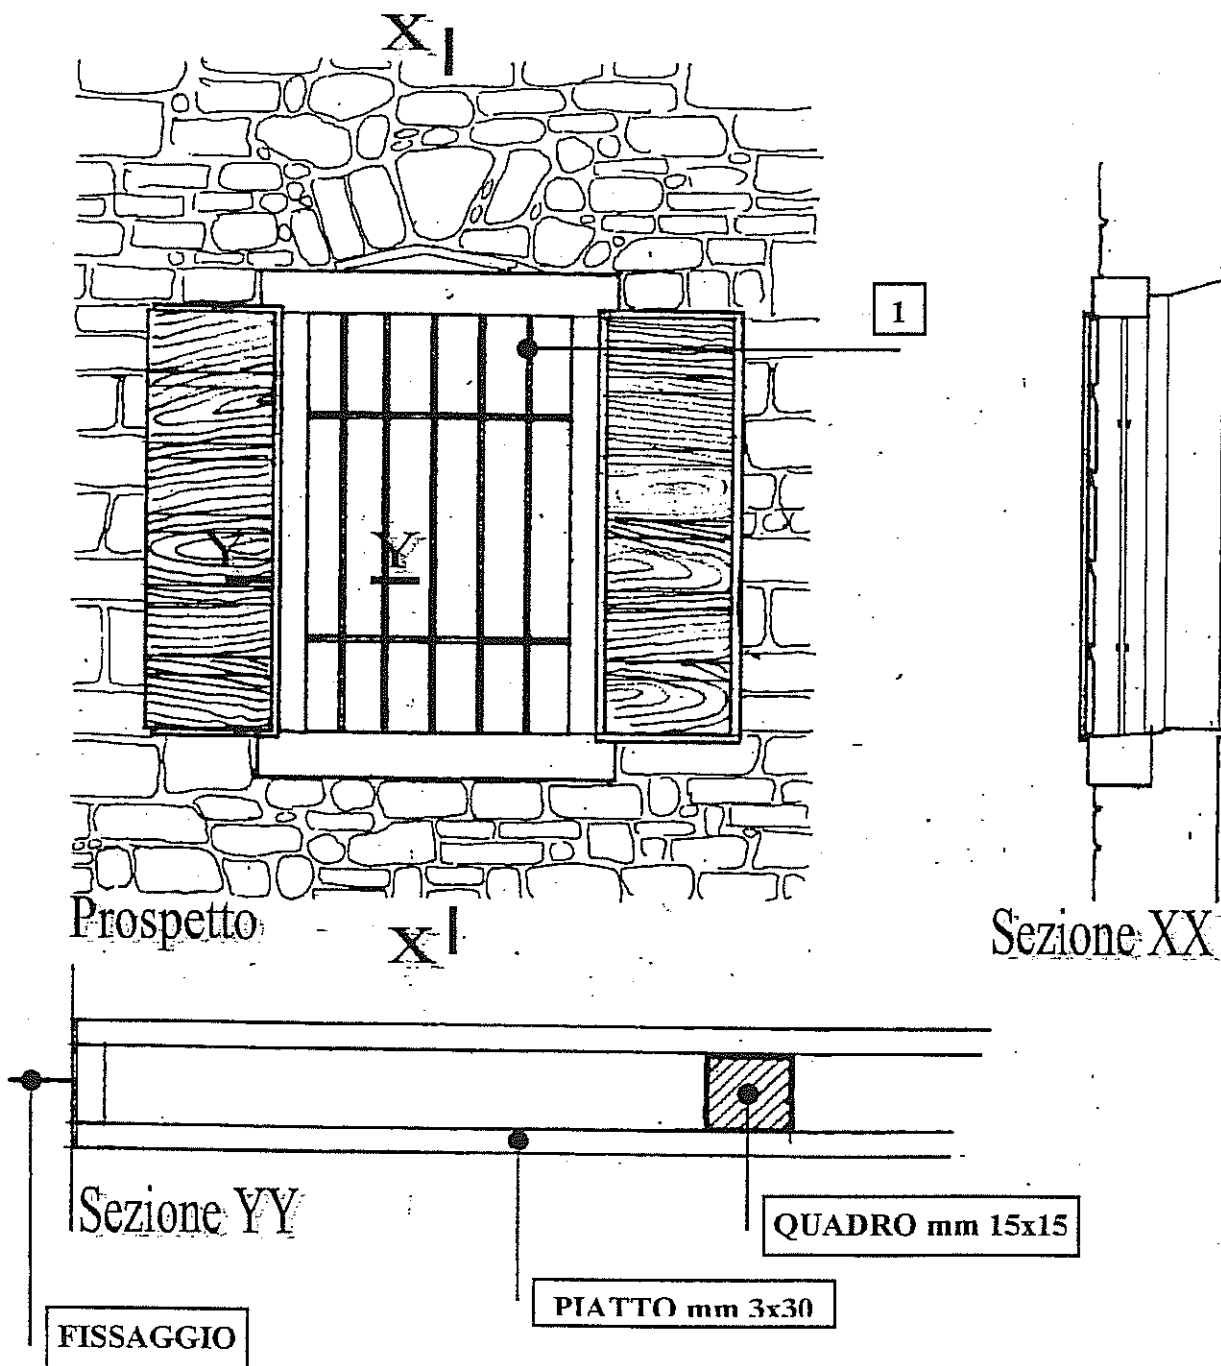 X
1
Y
Y
Prospetto
X
Sezione XX
Sezione YY
QUADRO mm 15x15
PIATTO mm 3x30
FISSAGGIO